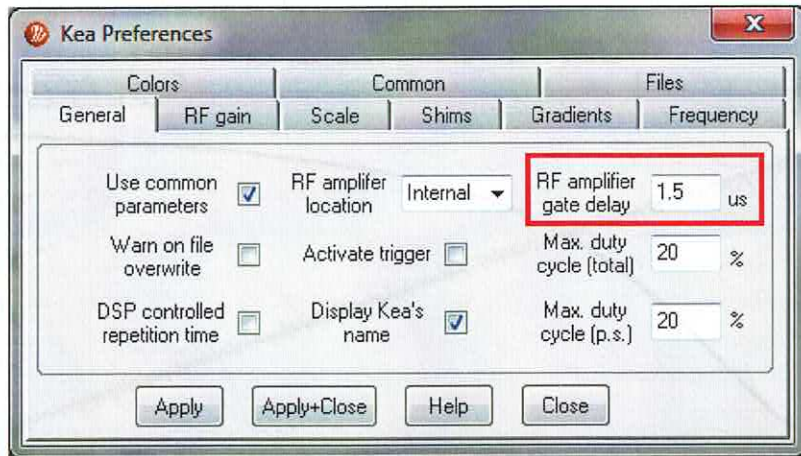 Kea Preferences
X
Colors Common Files
General RF gain Scale Shims Gradients Frequency
Use common
parameters
RF amplifer
location
Internal
RF amplifier
gate delay
1.5 us
Warn on file
overwrite
Activate trigger
Max. duty
cycle (total)
20 %
DSP controlled
repetition time
Display Kea's
name
Max. duty
cycle (p.s.)
20 %
Apply Apply+Close Help Close